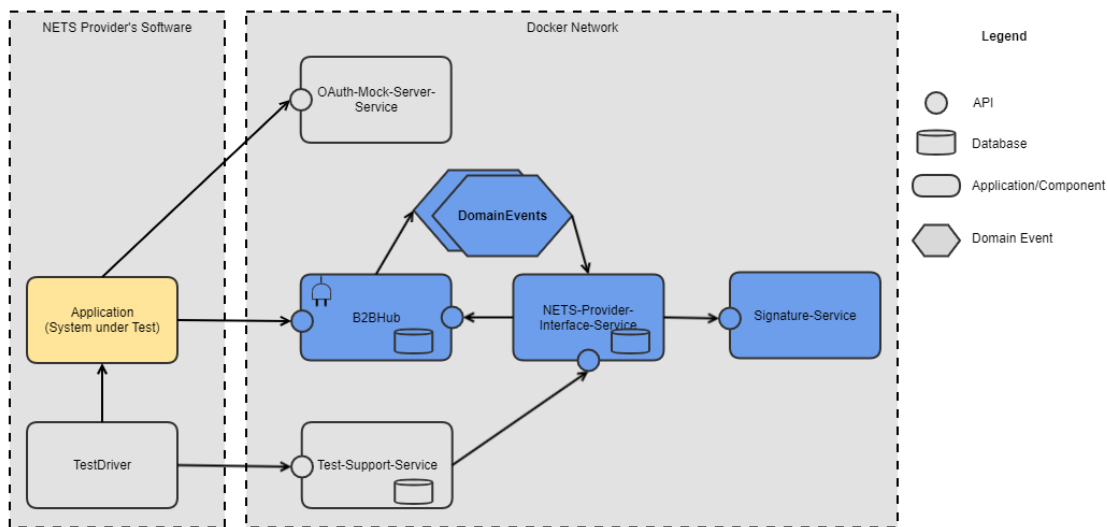 NETS Provider's Software
Docker Network
Legend
OAuth-Mock-Server-
Service
API
Database
Application/Component
DomainEvents
Domain Event
Application
(System under Test)
B2BHub
NETS-Provider-
Interface-Service
Signature-Service
TestDriver
Test-Support-Service